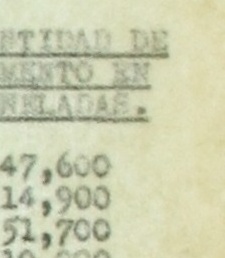 NTIDAD DE
MENTO EN
NELADAS.
47,600
14,900
51,700